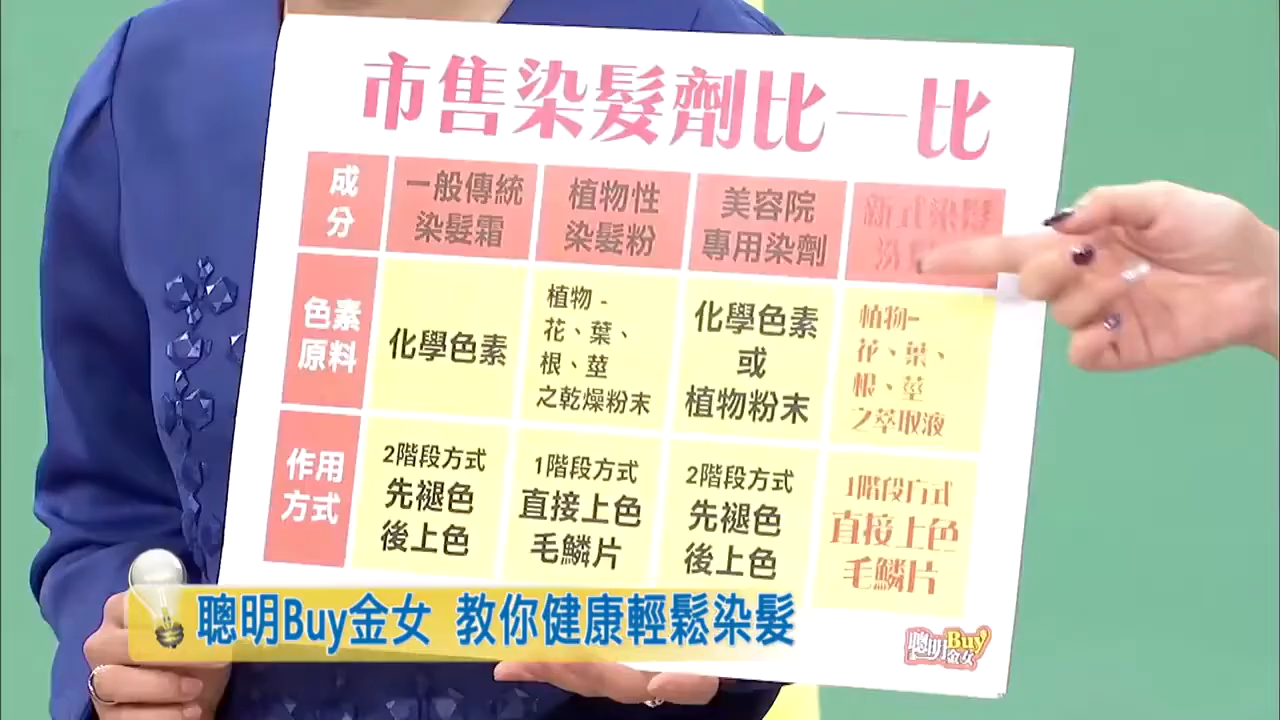 市售染髮劑比一比
成分
一般傳統
染髮霜
植物性
染髮粉
美容院
專用染劑
新式染髮
色素
原料
化學色素
植物-
花、葉、
根、莖
之乾燥粉末
化學色素
或
植物粉末
植物-
花、葉、
根、莖
之萃取液
作用
方式
2階段方式
先褪色
後上色
1階段方式
直接上色
毛鱗片
2階段方式
先褪色
後上色
1階段方式
直接上色
毛鱗片
聰明Buy金女 教你健康輕鬆染髮
聰明Buy金女